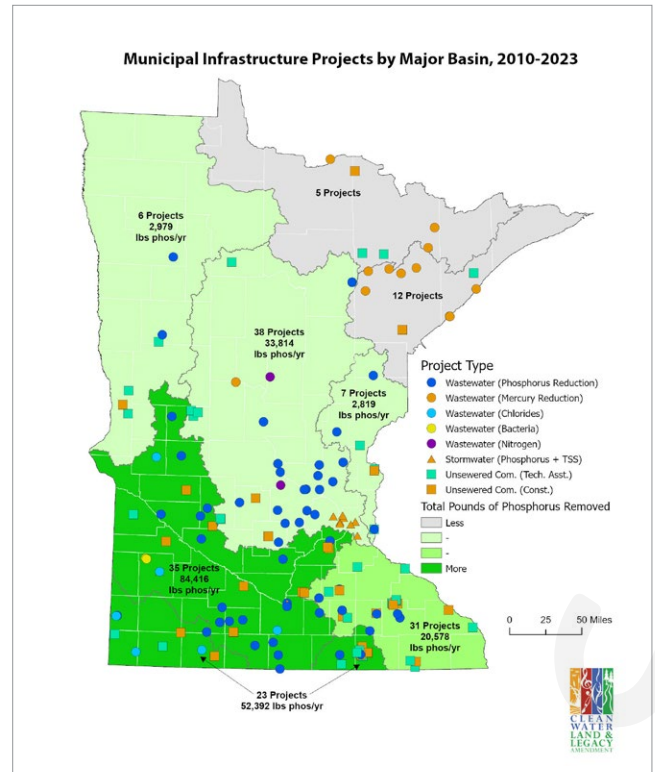 Municipal Infrastructure Projects by Major Basin, 2010-2023
5 Projects
6 Projects
2,979
lbs phos/yr
12 Projects
38 Projects
33,814
lbs phos/yr
7 Projects
2,819
lbs phos/yr
Project Type
Wastewater (Phosphorus Reduction)
Wastewater (Mercury Reduction)
Wastewater (Chlorides)
Wastewater (Bacteria)
Wastewater (Nitrogen)
Stormwater (Phosphorus + TSS)
Unsewered Com. (Tech. Asst.)
Unsewered Com. (Const.)
Total Pounds of Phosphorus Removed
Less
-
-
More
35 Projects
84,416
lbs phos/yr
31 Projects
20,578
lbs phos/yr
0 25 50 Miles
23 Projects
52,392 lbs phos/yr
CLEAN
WATER
LAND &
LEGACY
AMENDMENT